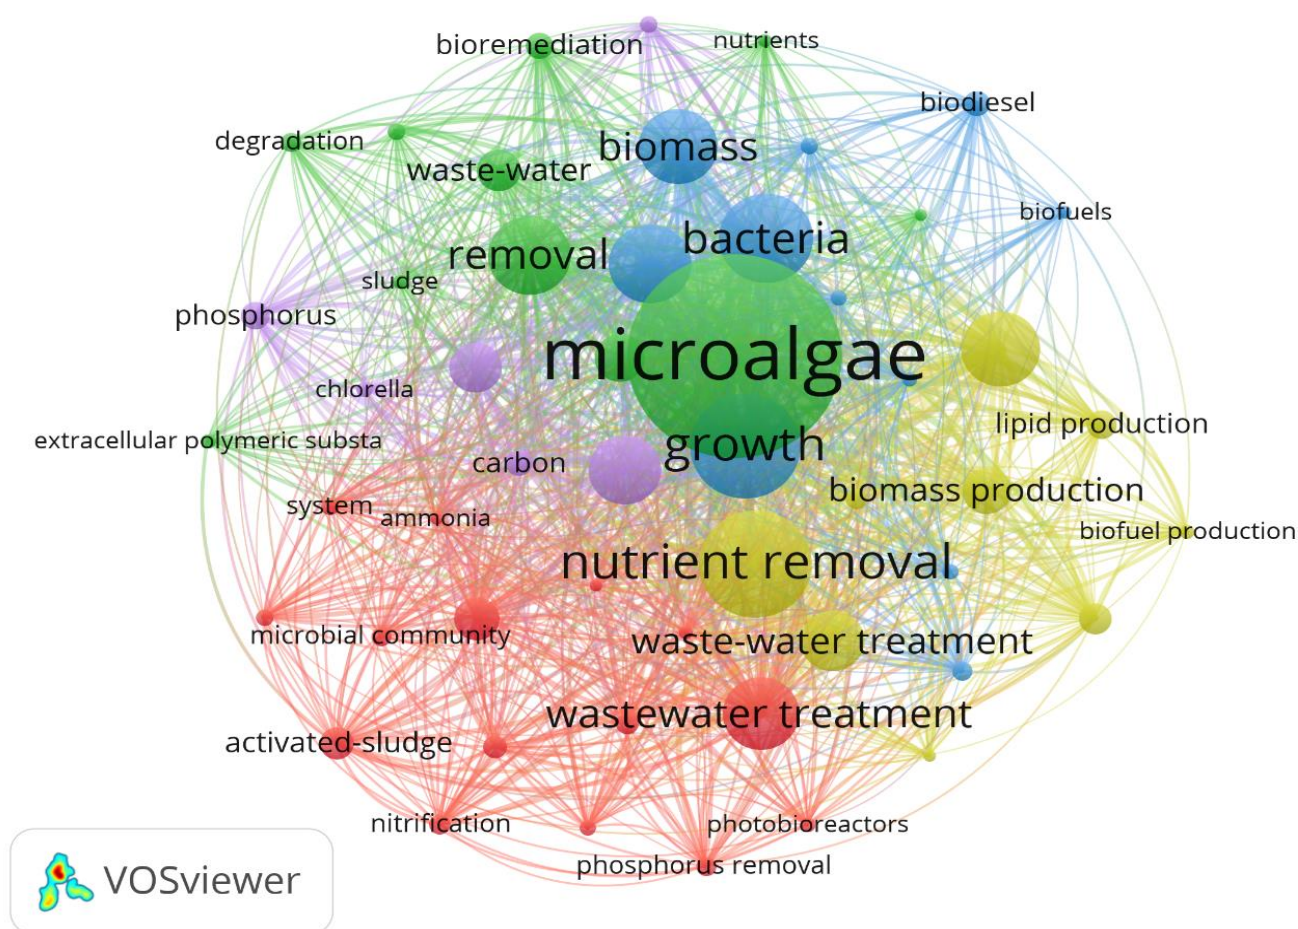 bioremediation
nutrients
biodiesel
degradation
waste-water
biomass
biofuels
removal
bacteria
sludge
phosphorus
microalgae
chlorella
lipid production
extracellular polymeric substa
carbon
growth
biomass production
system
ammonia
biofuel production
nutrient removal
microbial community
waste-water treatment
activated-sludge
wastewater treatment
nitrification
photobioreactors
phosphorus removal
VOSviewer